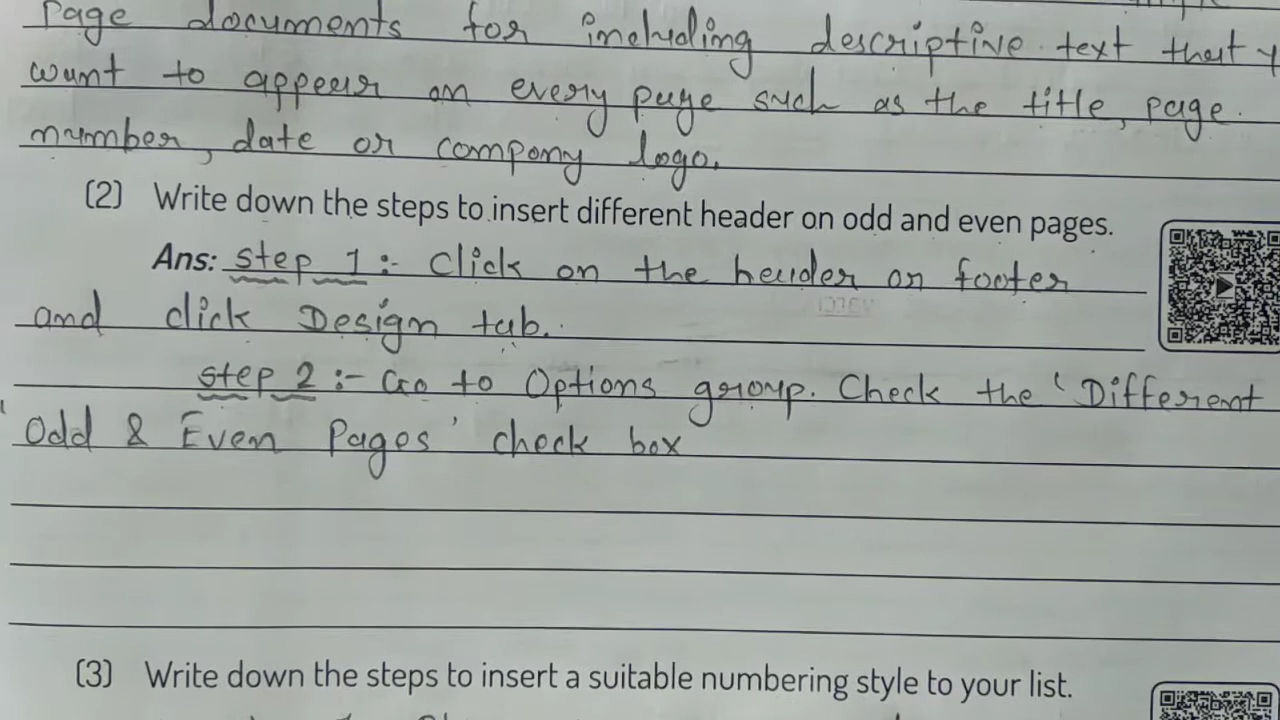 Page documents for including descriptive text that y
want to appear on every page such as the title, page
number, date or company logo.
(2) Write down the steps to insert different header on odd and even pages.
Ans: step 1 :- Click on the header or footer
and click Design tab.
step 2 :- Go to Options group. Check the 'Different
Odd & Even Pages' check box
(3) Write down the steps to insert a suitable numbering style to your list.